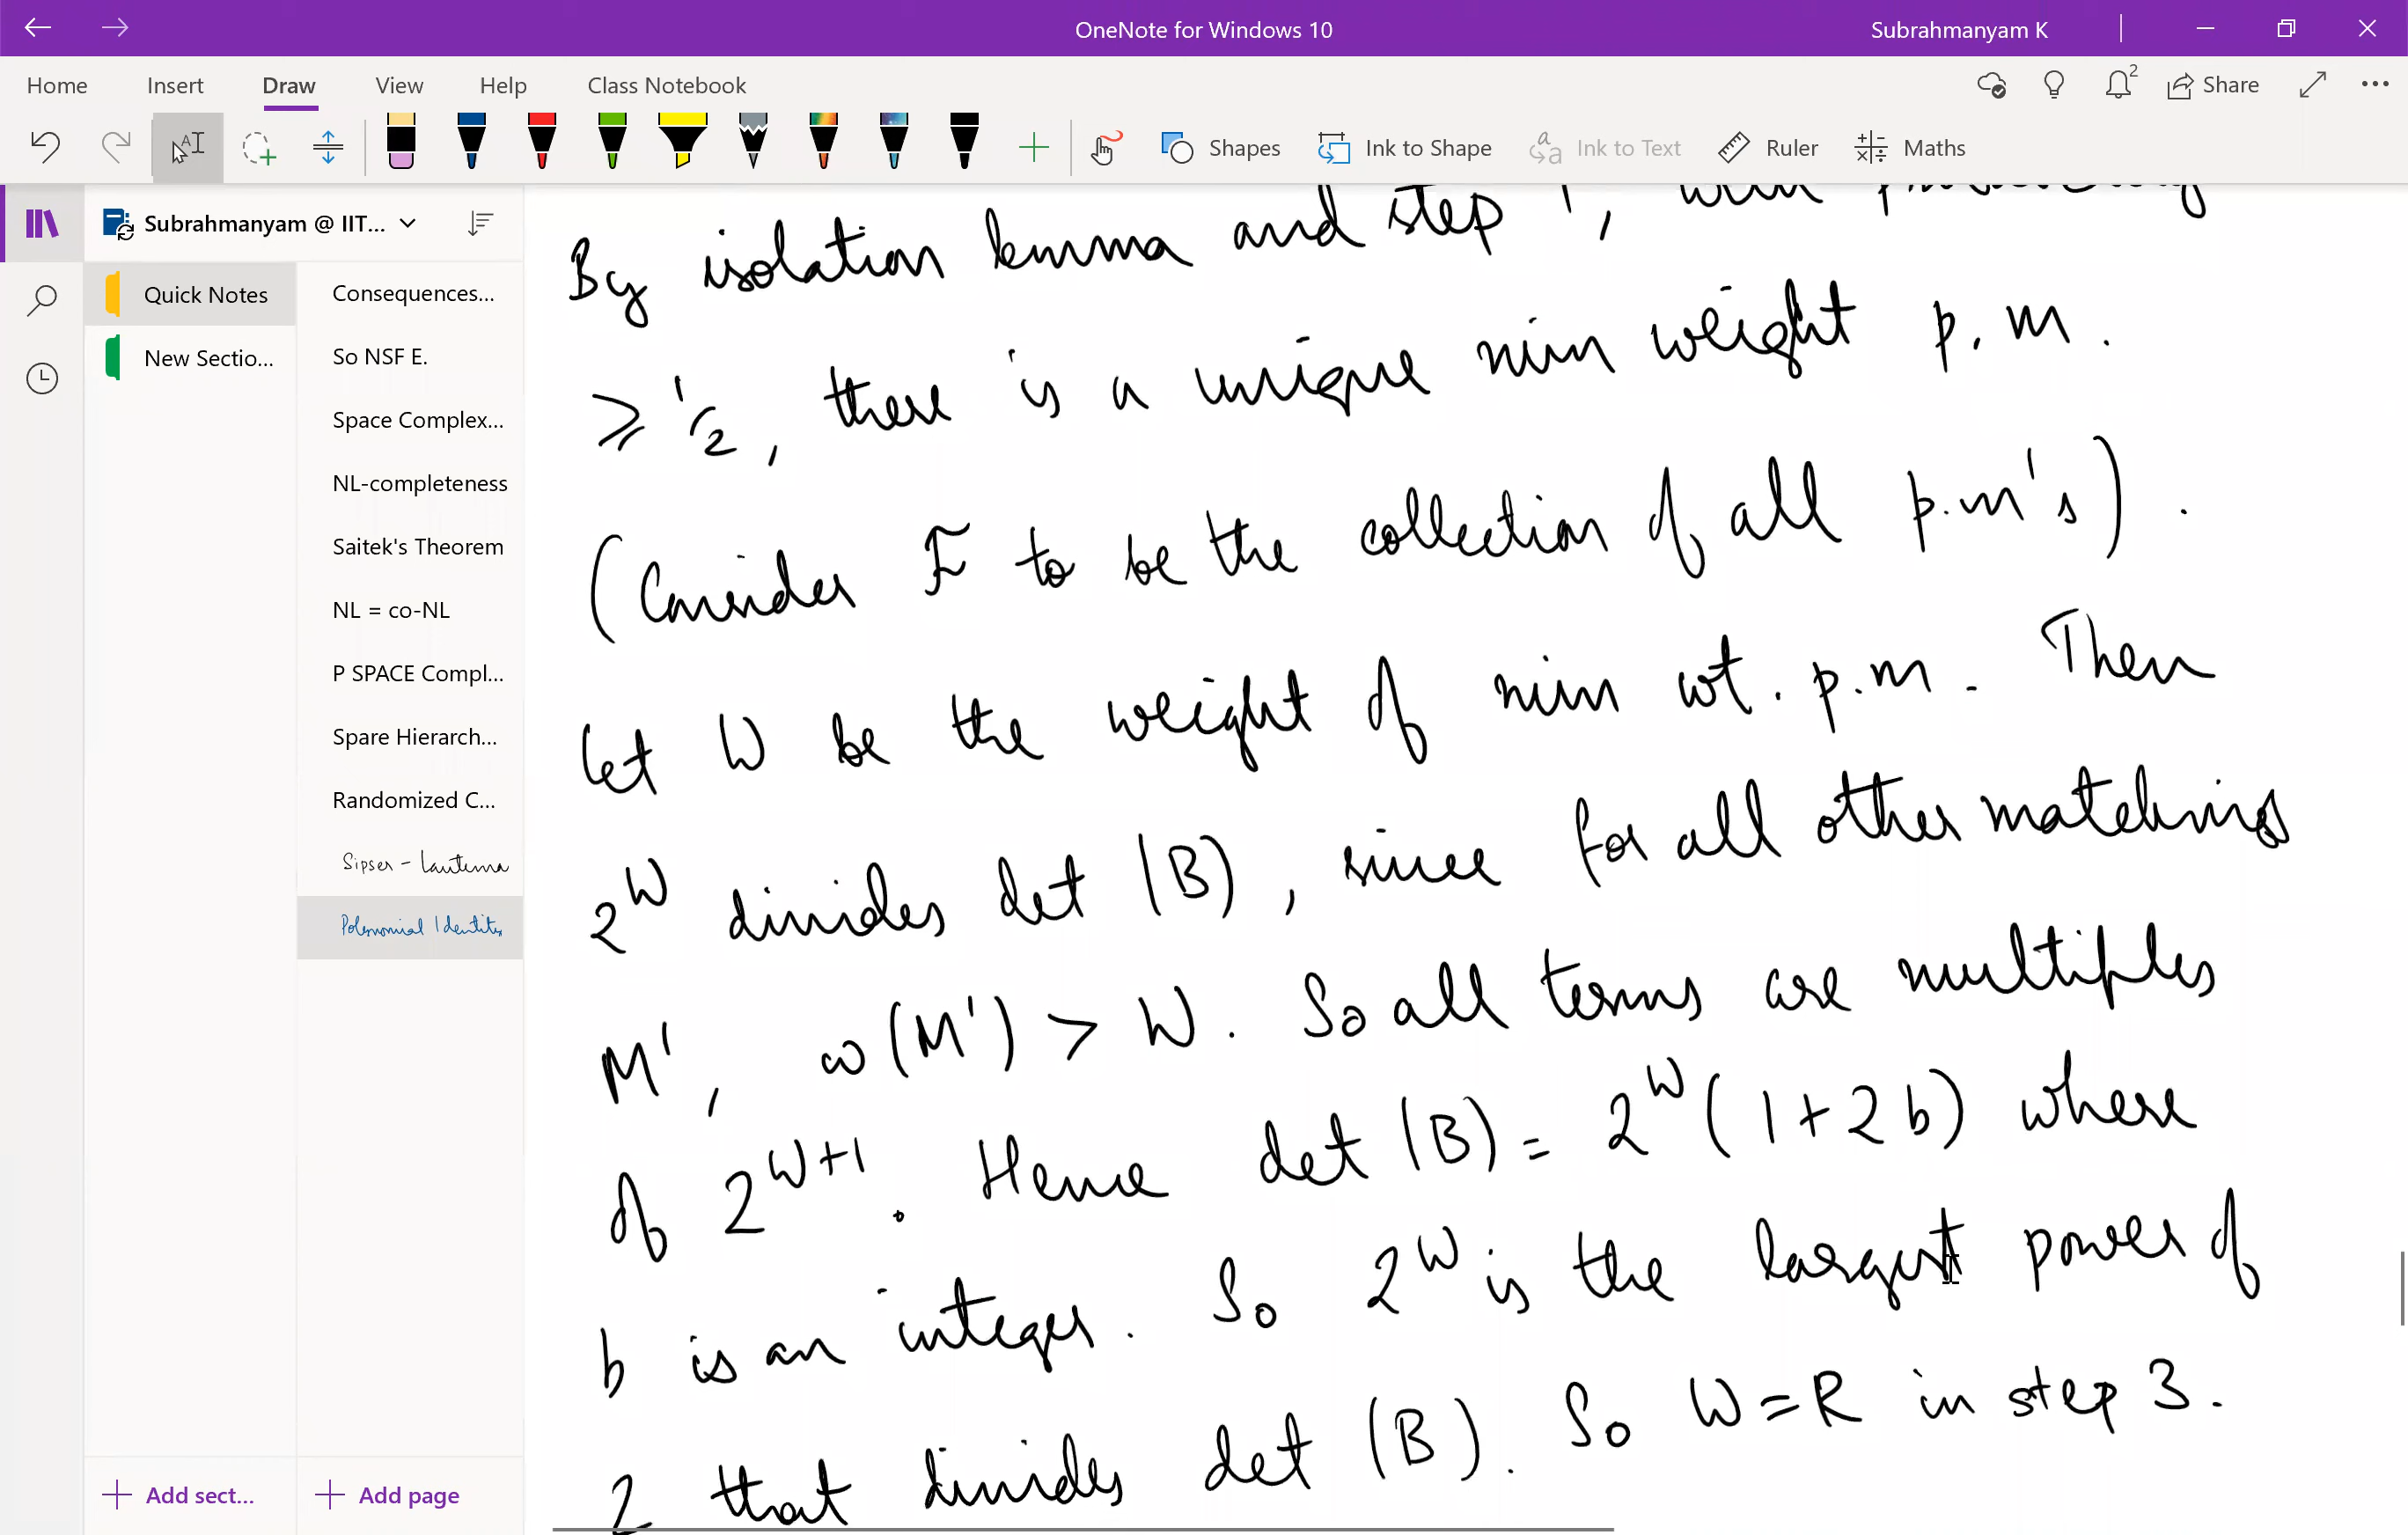 OneNote for Windows 10
Subrahmanyam K
Home Insert Draw View Help Class Notebook
2 Share
Shapes Ink to Shape Ink to Text Ruler Maths
Subrahmanyam @ IIT...
Quick Notes
New Sectio...
Consequences...
So NSF E.
Space Complex...
NL-completeness
Saitek's Theorem
NL = co-NL
P SPACE Compl...
Spare Hierarch...
Randomized C...
Sipser - Lautema
Polynomial Identity
Add sect...
Add page
By isolation lemma and step 1, with probability
≥ 1/2, there is a unique min weight p.m.
(Consider F to be the collection of all p.m's).
Let W be the weight of min wt. p.m. Then
2^W divides det (B), since for all other matchings
M', w(M') > W. So all terms are multiples
of 2^{W+1}. Hence det (B) = 2^W (1+2b) where
b is an integer. So 2^W is the largest power of
2 that divides det (B). So W = R in step 3.